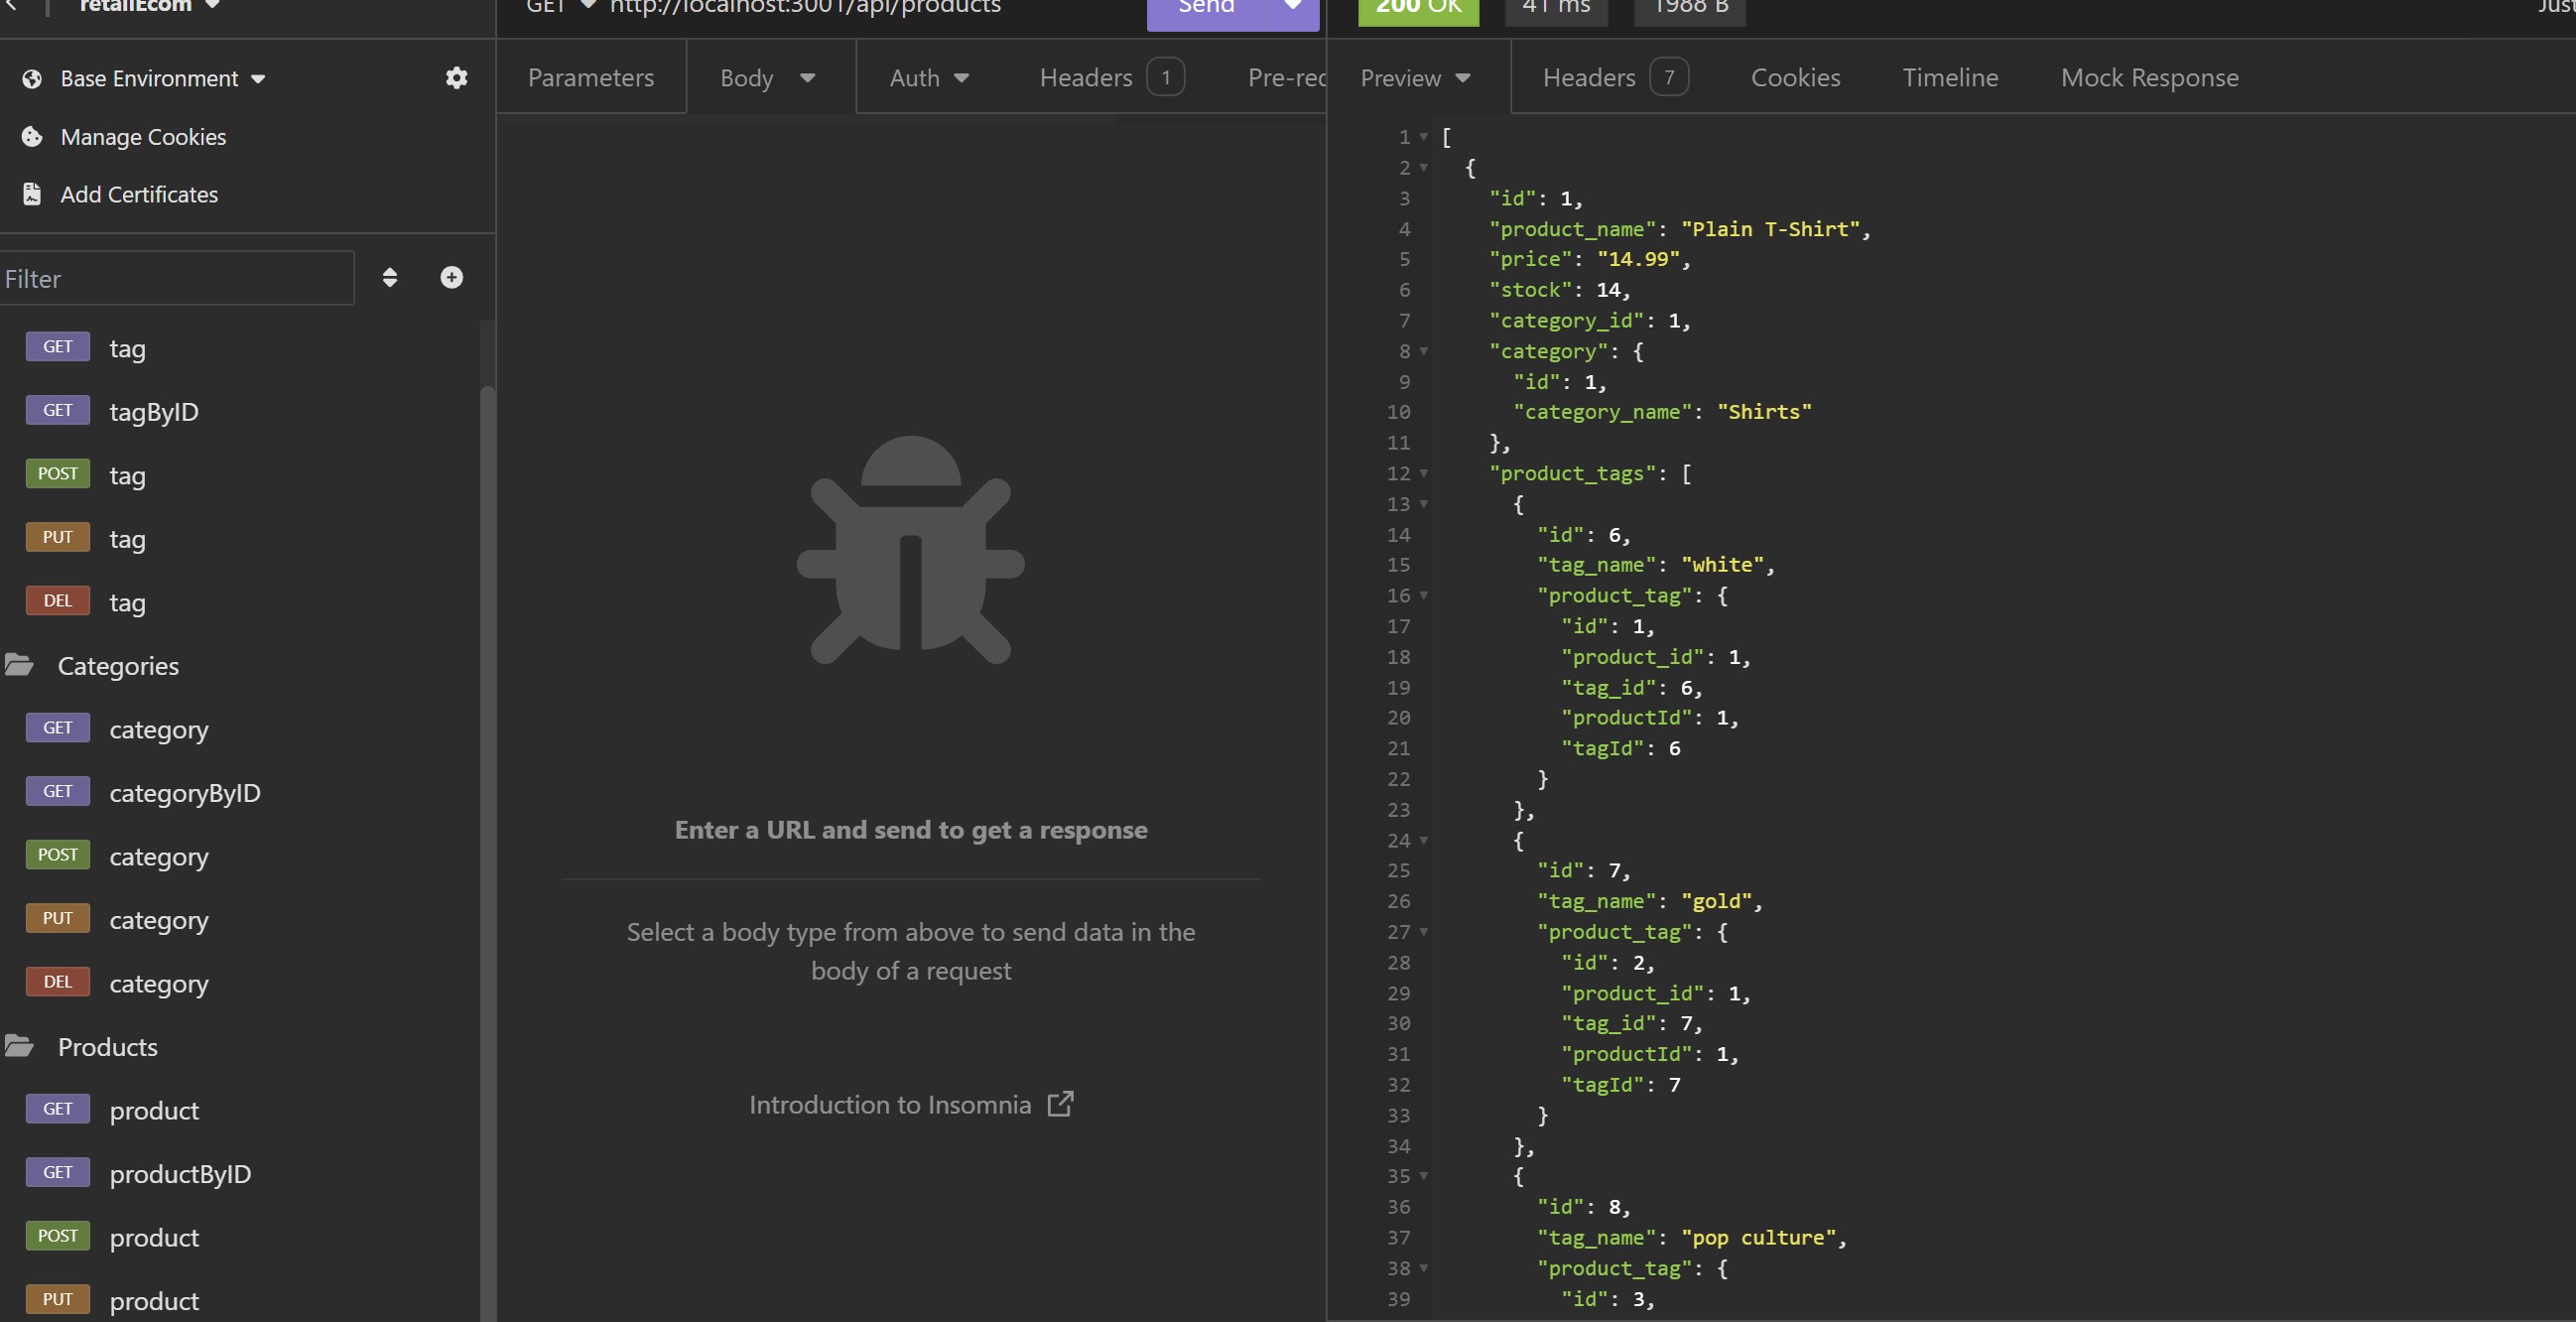 retailEcom
Base Environment
Manage Cookies
Add Certificates
Filter
GET tag
GET tagByID
POST tag
PUT tag
DEL tag
Categories
GET category
GET categoryByID
POST category
PUT category
DEL category
Products
GET product
GET productByID
POST product
PUT product
GET http://localhost:3001/api/products
Send
Parameters Body Auth Headers 1 Pre-rec
Enter a URL and send to get a response
Select a body type from above to send data in the
body of a request
Introduction to Insomnia
200 OK 41 ms 1988 B Just
Preview Headers 7 Cookies Timeline Mock Response
1 [
2 {
3 "id": 1,
4 "product_name": "Plain T-Shirt",
5 "price": "14.99",
6 "stock": 14,
7 "category_id": 1,
8 "category": {
9 "id": 1,
10 "category_name": "Shirts"
11 },
12 "product_tags": [
13 {
14 "id": 6,
15 "tag_name": "white",
16 "product_tag": {
17 "id": 1,
18 "product_id": 1,
19 "tag_id": 6,
20 "productId": 1,
21 "tagId": 6
22 }
23 },
24 {
25 "id": 7,
26 "tag_name": "gold",
27 "product_tag": {
28 "id": 2,
29 "product_id": 1,
30 "tag_id": 7,
31 "productId": 1,
32 "tagId": 7
33 }
34 },
35 {
36 "id": 8,
37 "tag_name": "pop culture",
38 "product_tag": {
39 "id": 3,